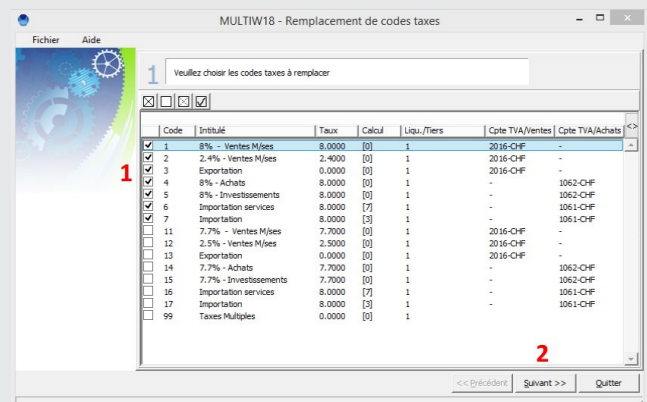 MULTIW18 - Remplacement de codes taxes
Fichier Aide
1 Veuillez choisir les codes taxes à remplacer
Code Intitulé Taux Calcul Liqu./Tiers Cpte TVA/Ventes Cpte TVA/Achats <>
1 8% - Ventes M/ses 8.0000 [0] 1 2016-CHF -
2 2.4% - Ventes M/ses 2.4000 [0] 1 2016-CHF -
3 Exportation 0.0000 [0] 1 2016-CHF -
1
4 8% - Achats 8.0000 [0] 1 - 1062-CHF
5 8% - Investissements 8.0000 [0] 1 - 1062-CHF
6 Importation services 8.0000 [7] 1 - 1061-CHF
7 Importation 8.0000 [3] 1 - 1061-CHF
11 7.7% - Ventes M/ses 7.7000 [0] 1 2016-CHF -
12 2.5% - Ventes M/ses 2.5000 [0] 1 2016-CHF -
13 Exportation 0.0000 [0] 1 2016-CHF -
14 7.7% - Achats 7.7000 [0] 1 - 1062-CHF
15 7.7% - Investissements 7.7000 [0] 1 - 1062-CHF
16 Importation services 8.0000 [7] 1 - 1061-CHF
17 Importation 8.0000 [3] 1 - 1061-CHF
99 Taxes Multiples 0.0000 [0] 1
2
<< Précédent Suivant >> Quitter